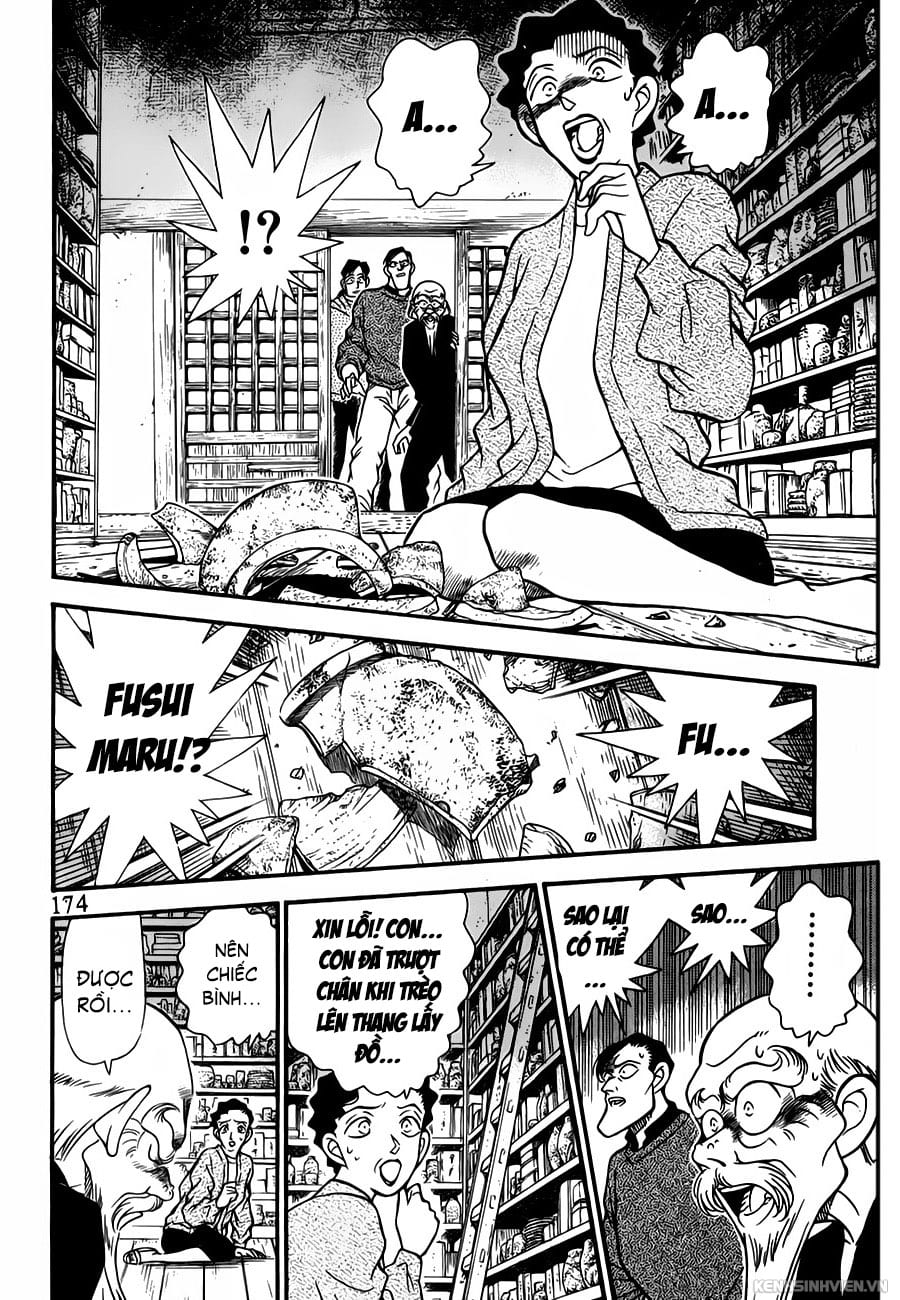 A...
A...
!?
FU...
FUSUI
MARU!?
174
.......
SAO...
SAO LẠI
CÓ THỂ
...
XIN LỖI! CON...
CON ĐÃ TRƯỢT
CHÂN KHI TRÈO
LÊN THANG LẤY
ĐỒ...
NÊN
CHIẾC
BÌNH...
ĐƯỢC
RỒI...
KENHSINHVIEN.VN